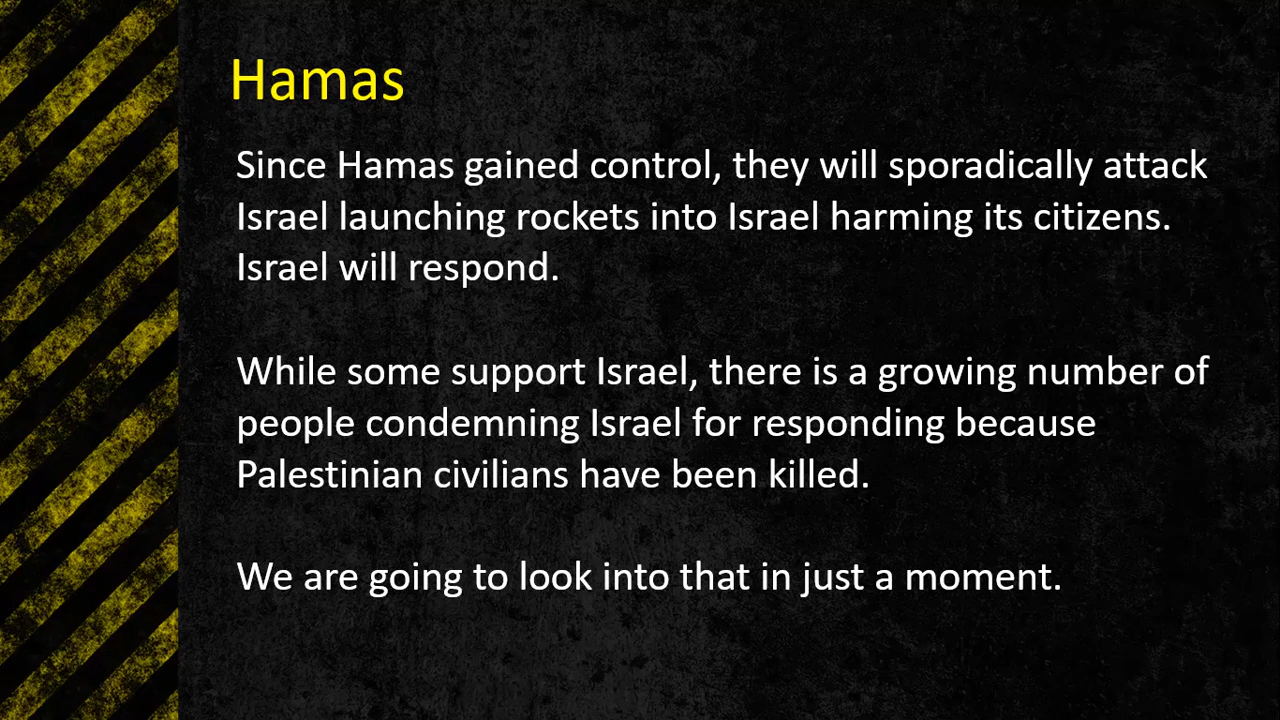 Hamas
Since Hamas gained control, they will sporadically attack
Israel launching rockets into Israel harming its citizens.
Israel will respond.
While some support Israel, there is a growing number of
people condemning Israel for responding because
Palestinian civilians have been killed.
We are going to look into that in just a moment.